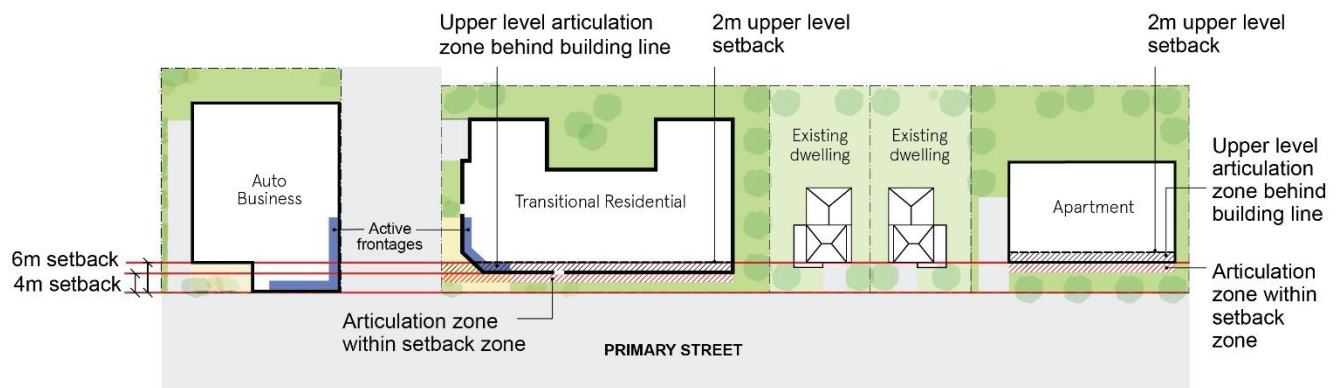 Upper level articulation
zone behind building line
2m upper level
setback
2m upper level
setback
Auto
Business
Active
frontages
Transitional Residential
Existing
dwelling
Existing
dwelling
Apartment
Upper level
articulation
zone behind
building line
6m setback
4m setback
Articulation
zone within
setback
zone
Articulation zone
within setback zone
PRIMARY STREET